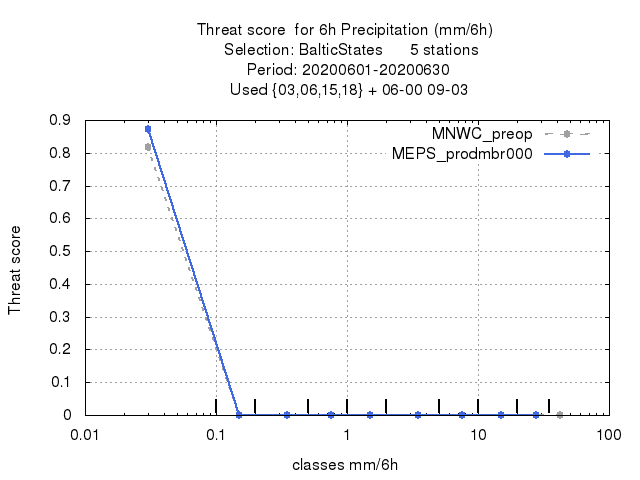 Threat score  for 6h Precipitation (mm/6h)
Selection: BalticStates      5 stations
Period: 20200601-20200630
Used {03,06,15,18} + 06-00 09-03
MNWC_preop
MEPS_prodmbr000
0.9
0.8
0.7
0.6
0.5
0.4
0.3
0.2
0.1
0
Threat score
0.01 0.1 1 10 100
classes mm/6h